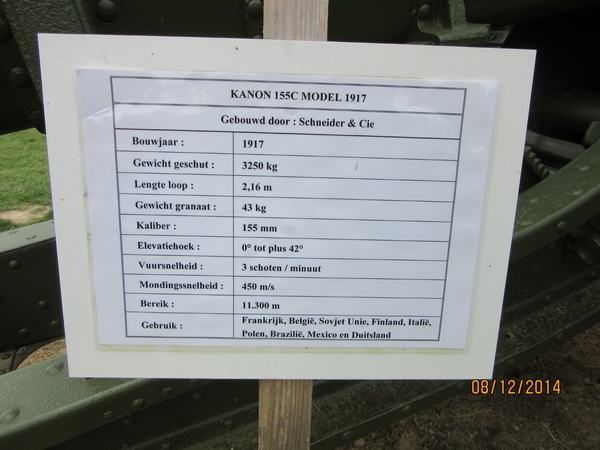 KANON 155C MODEL 1917
Gebouwd door : Schneider & Cie
Bouwjaar : 1917
Gewicht geschut : 3250 kg
Lengte loop : 2,16 m
Gewicht granaat : 43 kg
Kaliber : 155 mm
Elevatiehoek : 0° tot plus 42°
Vuursnelheid : 3 schoten / minuut
Mondingssnelheid : 450 m/s
Bereik : 11.300 m
Gebruik : Frankrijk, België, Sovjet Unie, Finland, Italië,
Polen, Brazilië, Mexico en Duitsland
08/12/2014